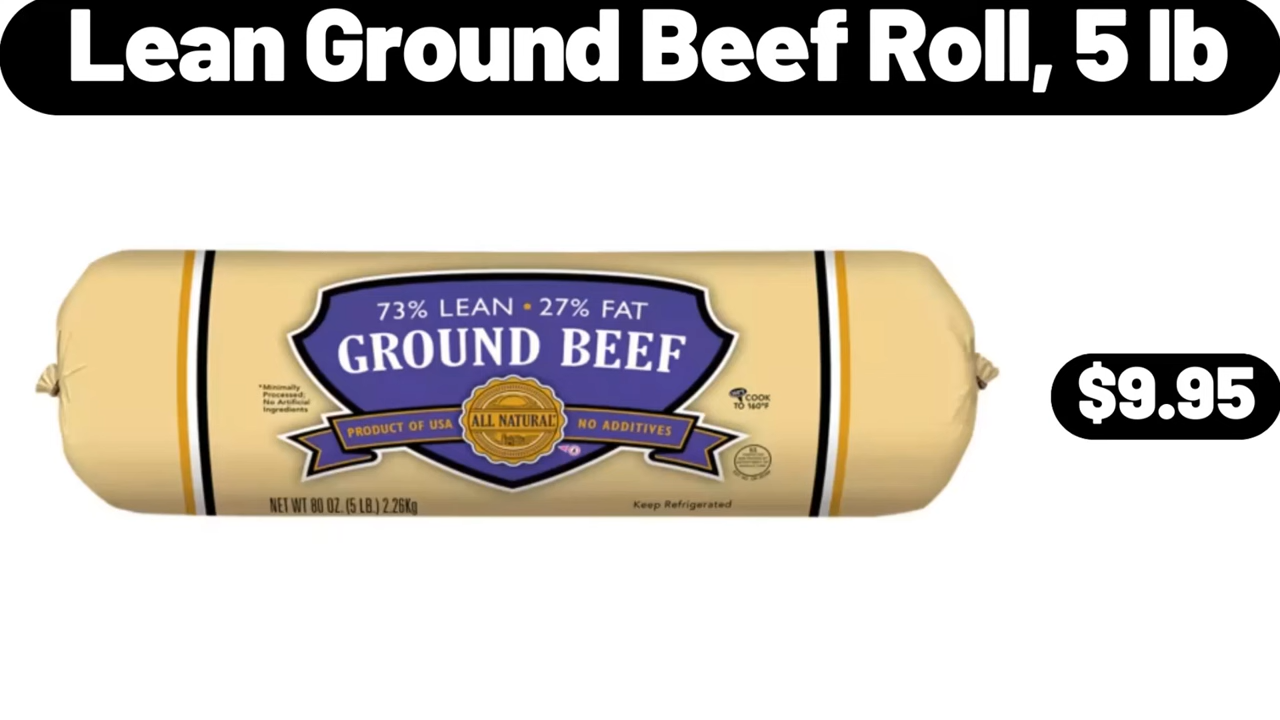 Lean Ground Beef Roll, 5 lb
73% LEAN • 27% FAT
GROUND BEEF
*Minimally
Processed;
No Artificial
Ingredients
COOK
TO 160°F
PRODUCT OF USA
ALL NATURAL*
NO ADDITIVES
NET WT 80 OZ. (5 LB.) 2.26Kg
Keep Refrigerated
$9.95